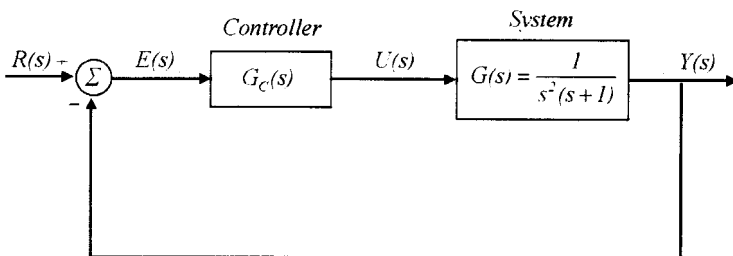 System
Controller
R(s) + Σ − E(s) G_C(s) U(s) G(s) = 1 / s²(s+1) Y(s)